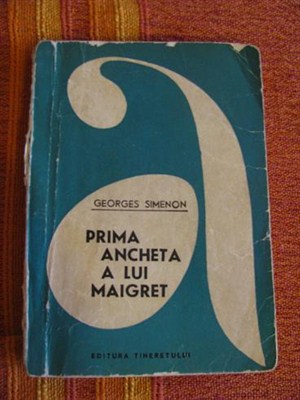 GEORGES SIMENON
PRIMA
ANCHETA
A LUI
MAIGRET
EDITURA TINERETULUI